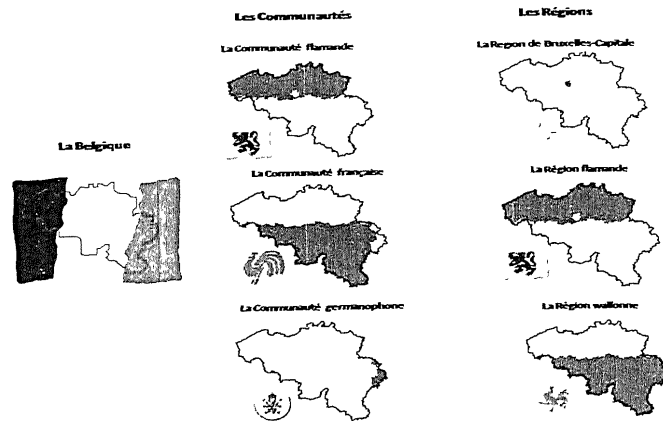 Les Communautés
Les Régions
La Communauté flamande
La Region de Bruxelles-Capitale
La Belgique
La Communauté française
La Région flamande
La Communauté germanophone
La Région wallonne